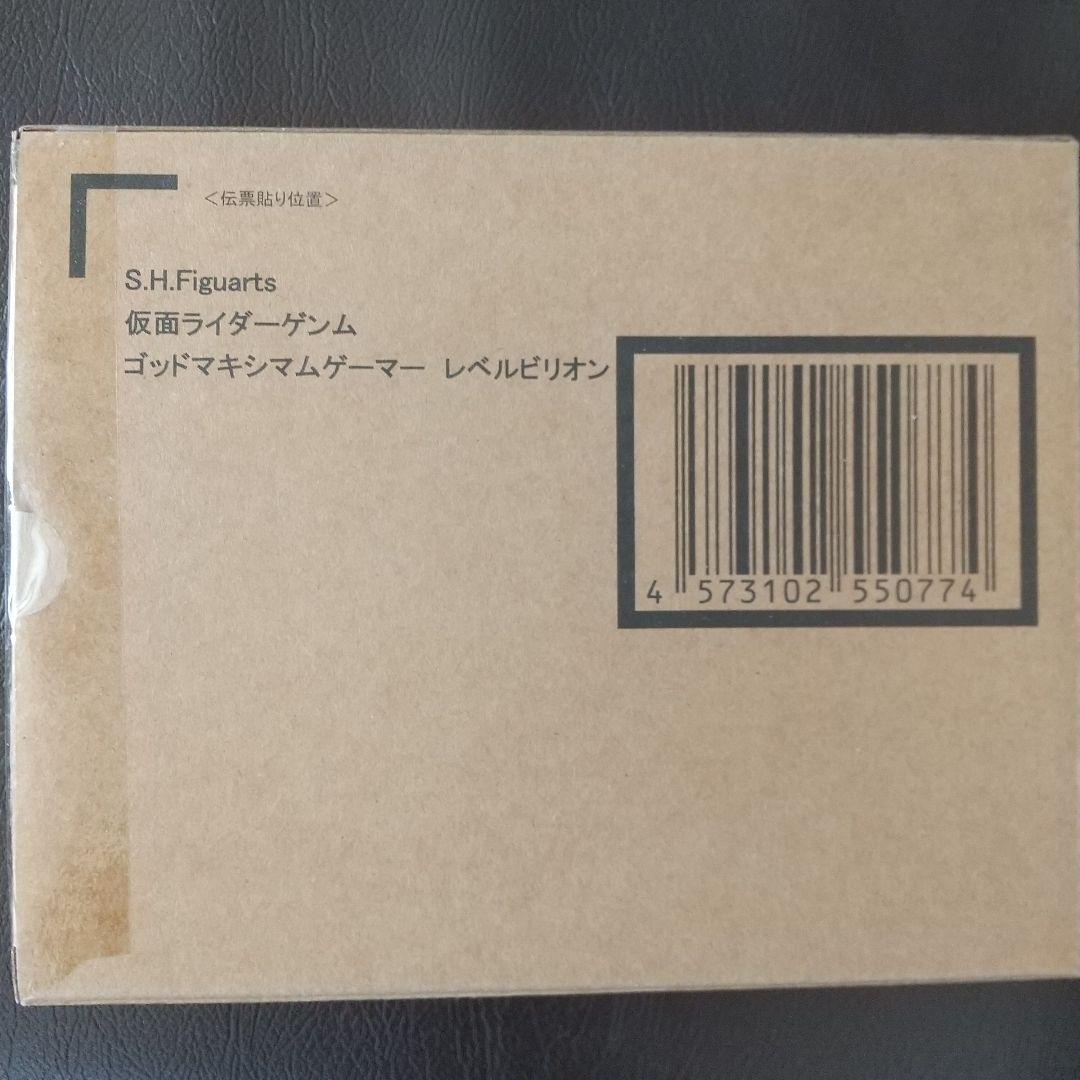 ＜伝票貼り位置＞
S.H.Figuarts
仮面ライダーゲンム
ゴッドマキシマムゲーマー レベルビリオン
4 573102 550774